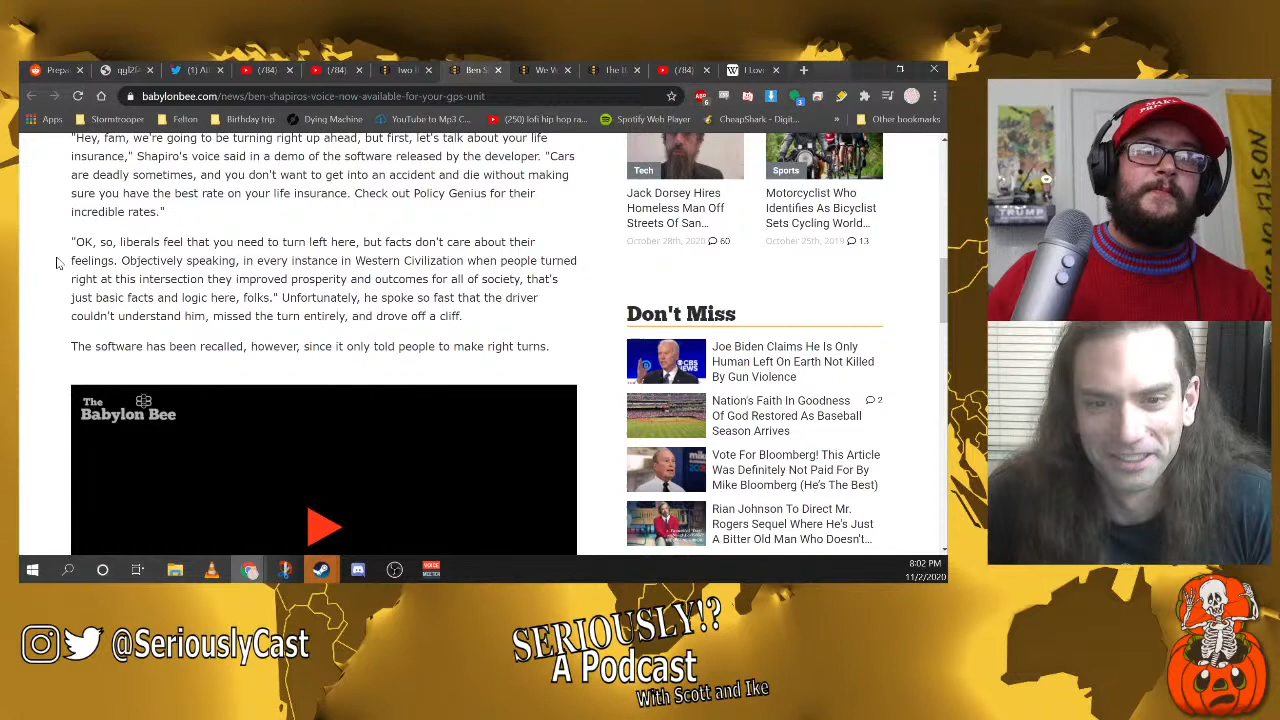 Prepa
qgl2f
(1) Al
(784)
(784)
Two I
Ben S
We W
The B
(784)
I Love
babylonbee.com/news/ben-shapiros-voice-now-available-for-your-gps-unit
Apps
Stormtrooper
Felton
Birthday trip
Dying Machine
YouTube to Mp3 C...
(250) lofi hip hop ra...
Spotify Web Player
CheapShark - Digit...
»
Other bookmarks
"Hey, fam, we're going to be turning right up ahead, but first, let's talk about your life
insurance," Shapiro's voice said in a demo of the software released by the developer. "Cars
are deadly sometimes, and you don't want to get into an accident and die without making
sure you have the best rate on your life insurance. Check out Policy Genius for their
incredible rates."
"OK, so, liberals feel that you need to turn left here, but facts don't care about their
feelings. Objectively speaking, in every instance in Western Civilization when people turned
right at this intersection they improved prosperity and outcomes for all of society, that's
just basic facts and logic here, folks." Unfortunately, he spoke so fast that the driver
couldn't understand him, missed the turn entirely, and drove off a cliff.
The software has been recalled, however, since it only told people to make right turns.
The
Babylon Bee
Tech
Jack Dorsey Hires
Homeless Man Off
Streets Of San...
October 28th, 2020 60
Sports
Motorcyclist Who
Identifies As Bicyclist
Sets Cycling World...
October 25th, 2019 13
Don't Miss
Joe Biden Claims He Is Only
Human Left On Earth Not Killed
By Gun Violence
Nation's Faith In Goodness 2
Of God Restored As Baseball
Season Arrives
Vote For Bloomberg! This Article
Was Definitely Not Paid For By
Mike Bloomberg (He's The Best)
Rian Johnson To Direct Mr.
Rogers Sequel Where He's Just
A Bitter Old Man Who Doesn't...
VOICE
MEETER
8:02 PM
11/2/2020
TRUMP
@SeriouslyCast
SERIOUSLY!?
A Podcast
With Scott and Ike